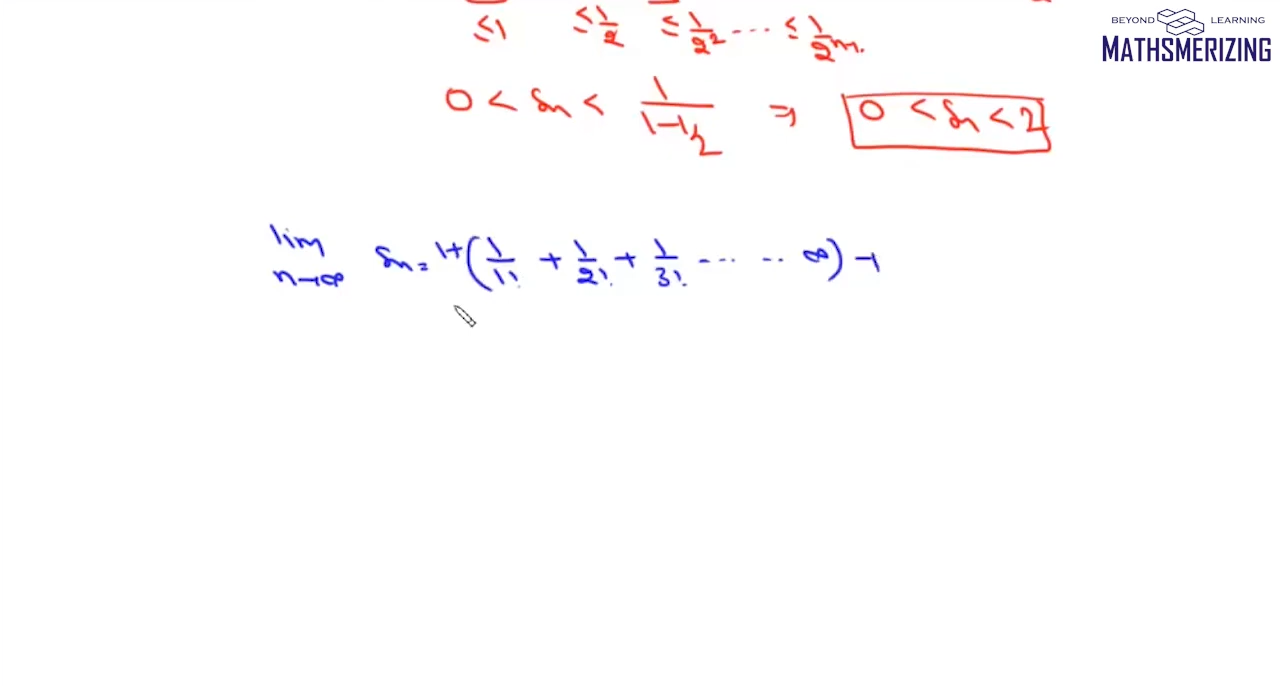 BEYOND LEARNING
MATHSMERIZING
≤1 ≤1/2 ≤1/2² ... ≤1/2ᵐ.
0 < Sn < 1/(1-1/2) ⇒ 0 < Sn < 2
lim n→∞ Sn = 1+(1/1! + 1/2! + 1/3! ...... ∞) -1